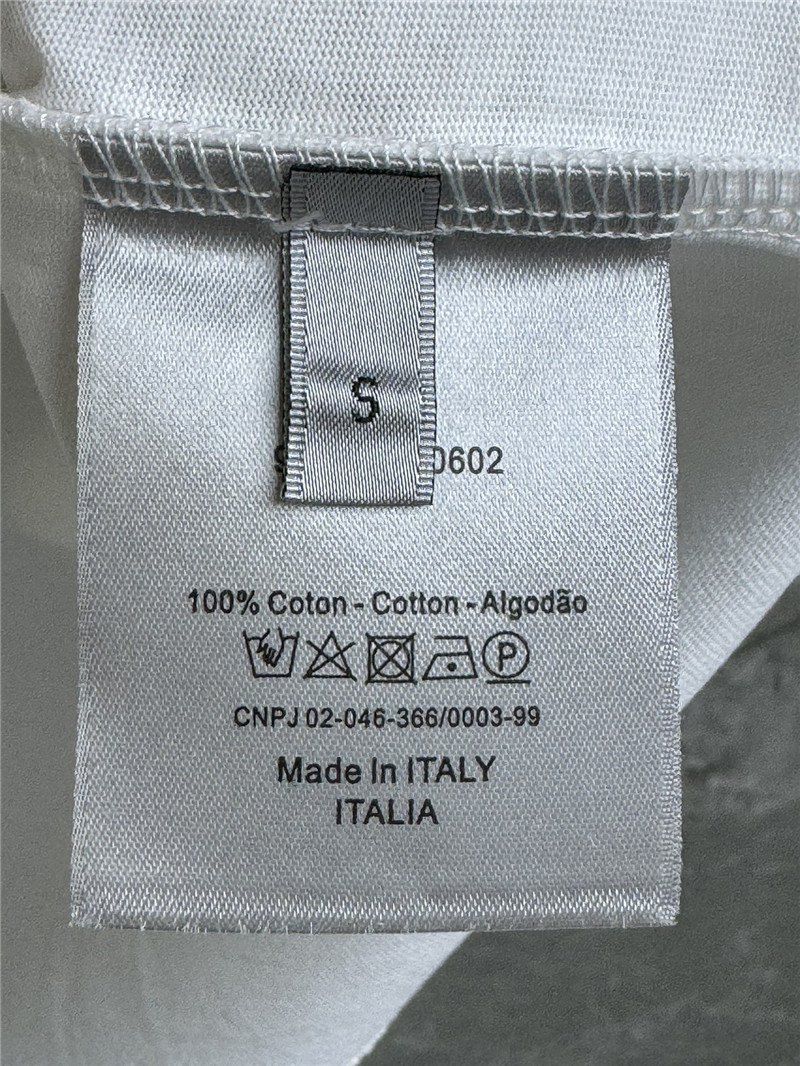 S
0602
100% Coton - Cotton - Algodão
P
CNPJ 02-046-366/0003-99
Made In ITALY
ITALIA